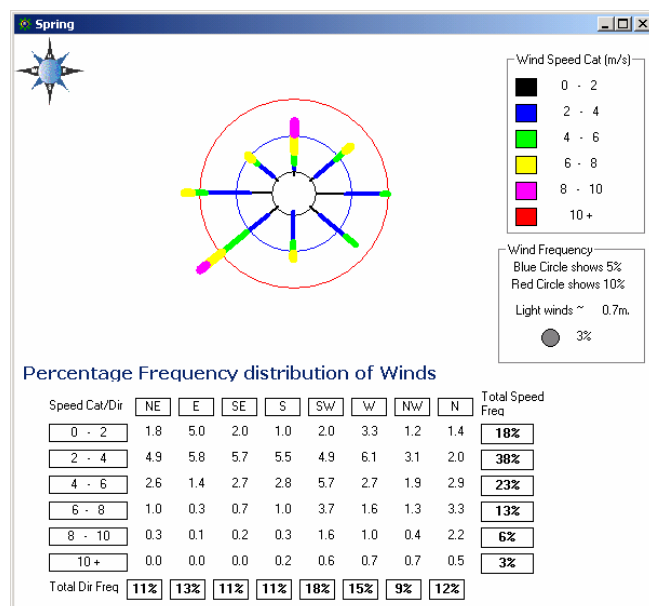 Spring
Wind Speed Cat (m/s)
0 - 2
2 - 4
4 - 6
6 - 8
8 - 10
10 +
Wind Frequency
Blue Circle shows 5%
Red Circle shows 10%
Light winds ~ 0.7m.
3%
Percentage Frequency distribution of Winds
Speed Cat/Dir NE E SE S SW W NW N Total Speed Freq
0 - 2 1.8 5.0 2.0 1.0 2.0 3.3 1.2 1.4 18%
2 - 4 4.9 5.8 5.7 5.5 4.9 6.1 3.1 2.0 38%
4 - 6 2.6 1.4 2.7 2.8 5.7 2.7 1.9 2.9 23%
6 - 8 1.0 0.3 0.7 1.0 3.7 1.6 1.3 3.3 13%
8 - 10 0.3 0.1 0.2 0.3 1.6 1.0 0.4 2.2 6%
10 + 0.0 0.0 0.0 0.2 0.6 0.7 0.7 0.5 3%
Total Dir Freq 11% 13% 11% 11% 18% 15% 9% 12%